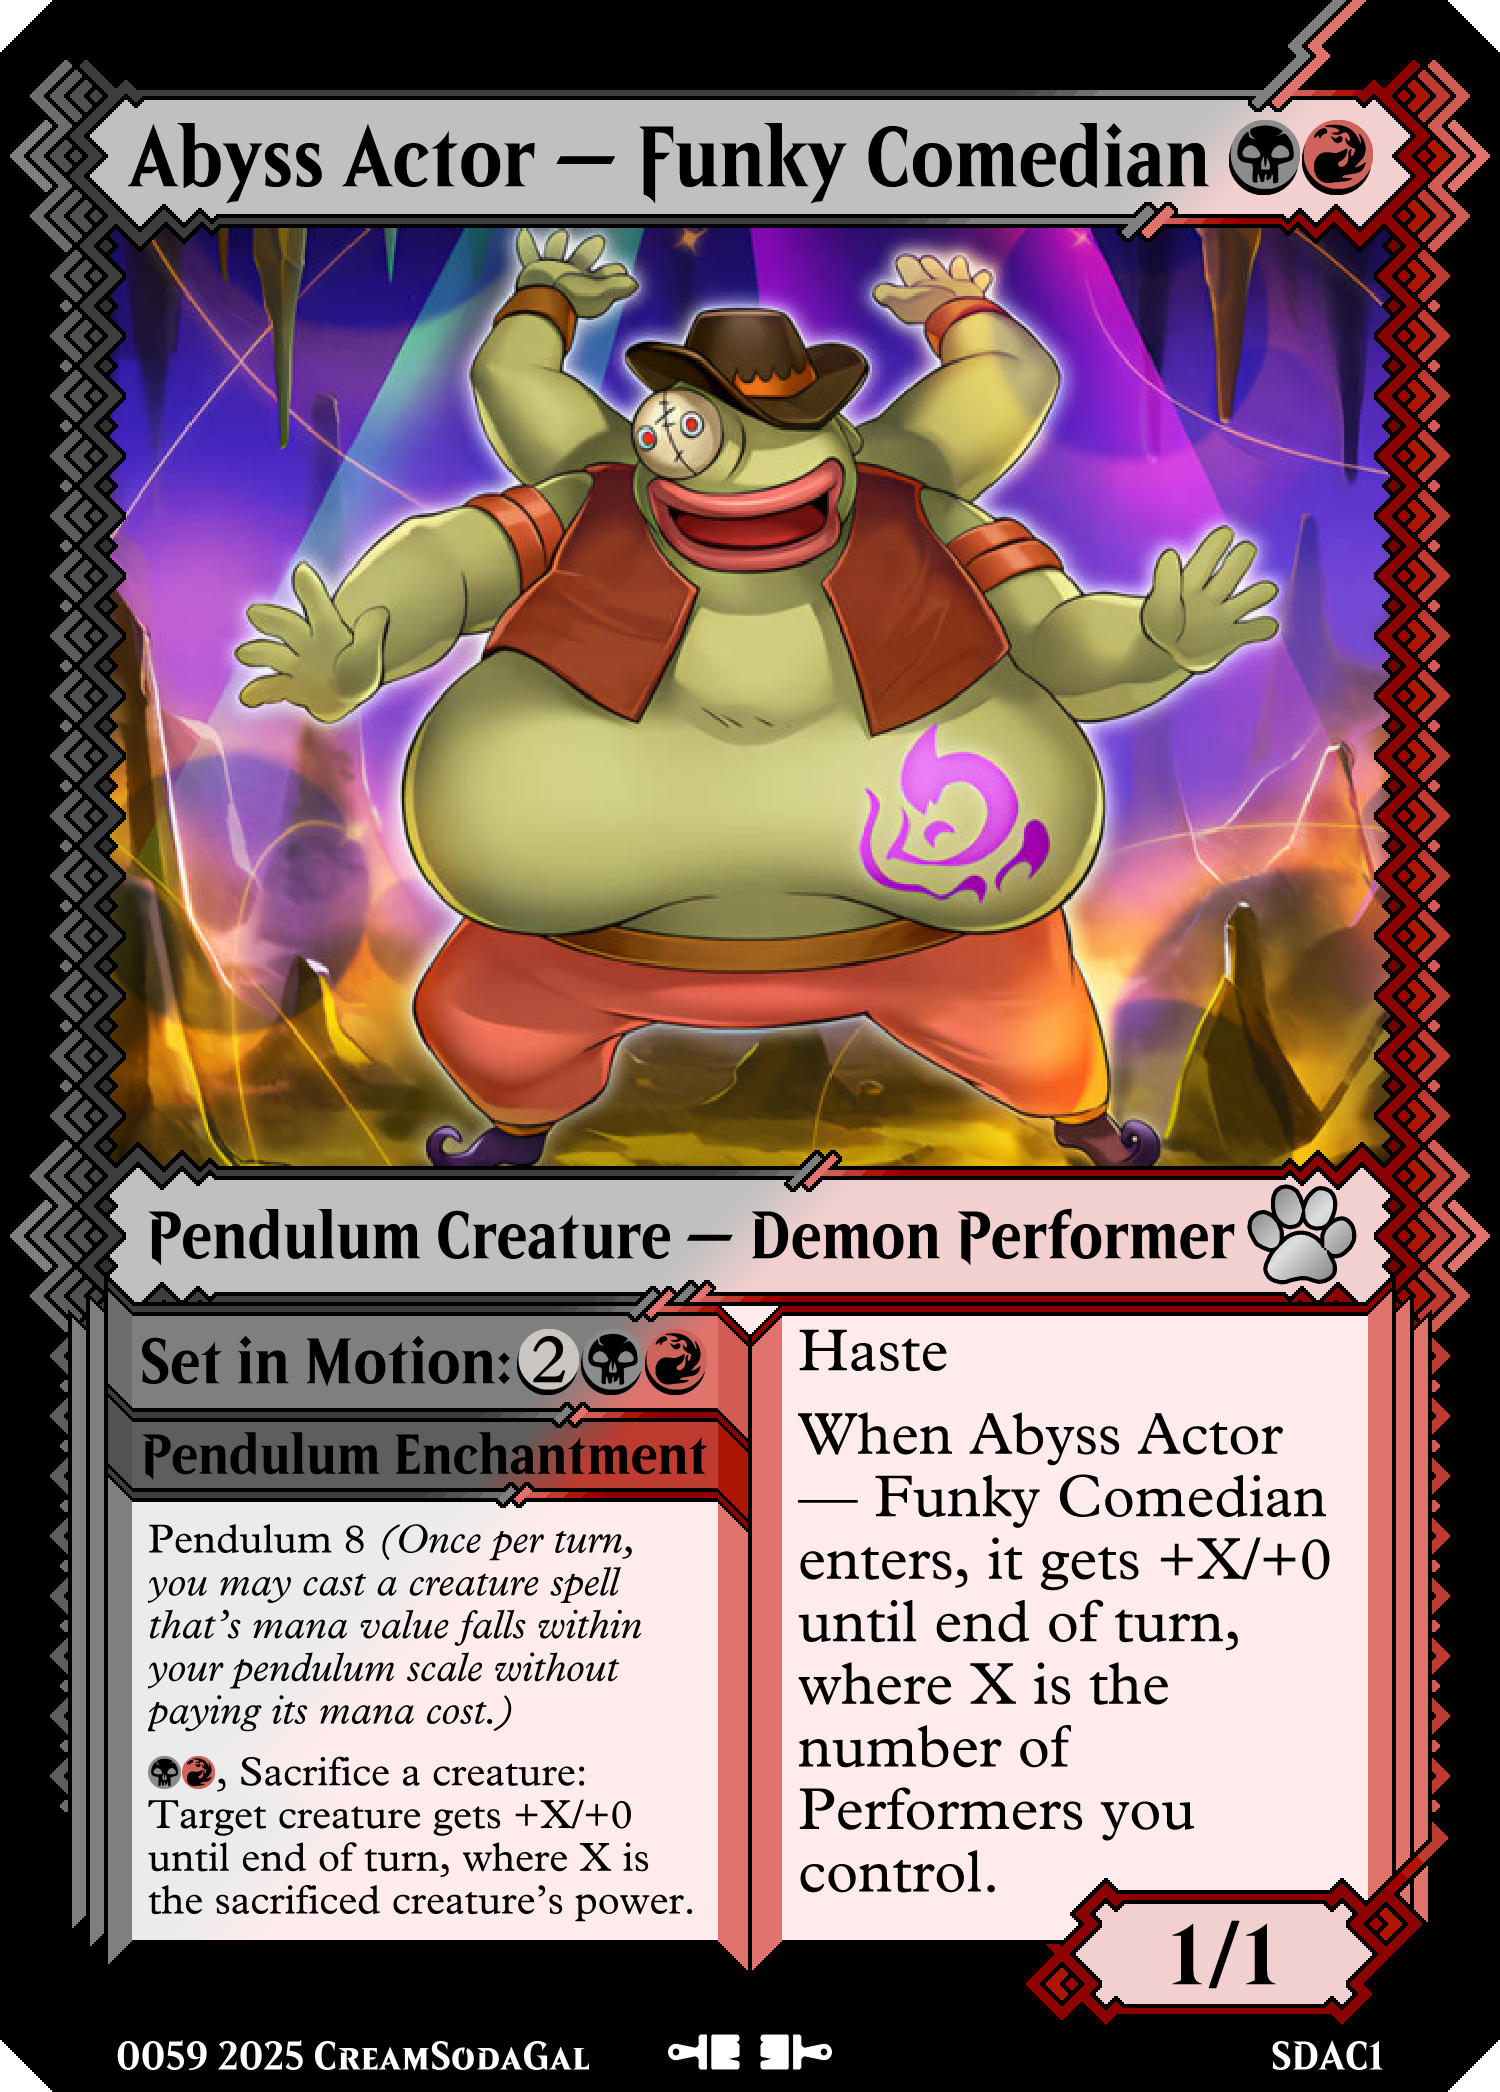 Abyss Actor — Funky Comedian
Pendulum Creature — Demon Performer
Set in Motion: 2
Pendulum Enchantment
Pendulum 8 (Once per turn,
you may cast a creature spell
that's mana value falls within
your pendulum scale without
paying its mana cost.)
, Sacrifice a creature:
Target creature gets +X/+0
until end of turn, where X is
the sacrificed creature's power.
Haste
When Abyss Actor
— Funky Comedian
enters, it gets +X/+0
until end of turn,
where X is the
number of
Performers you
control.
1/1
0059 2025 CreamSodaGal
SDAC1